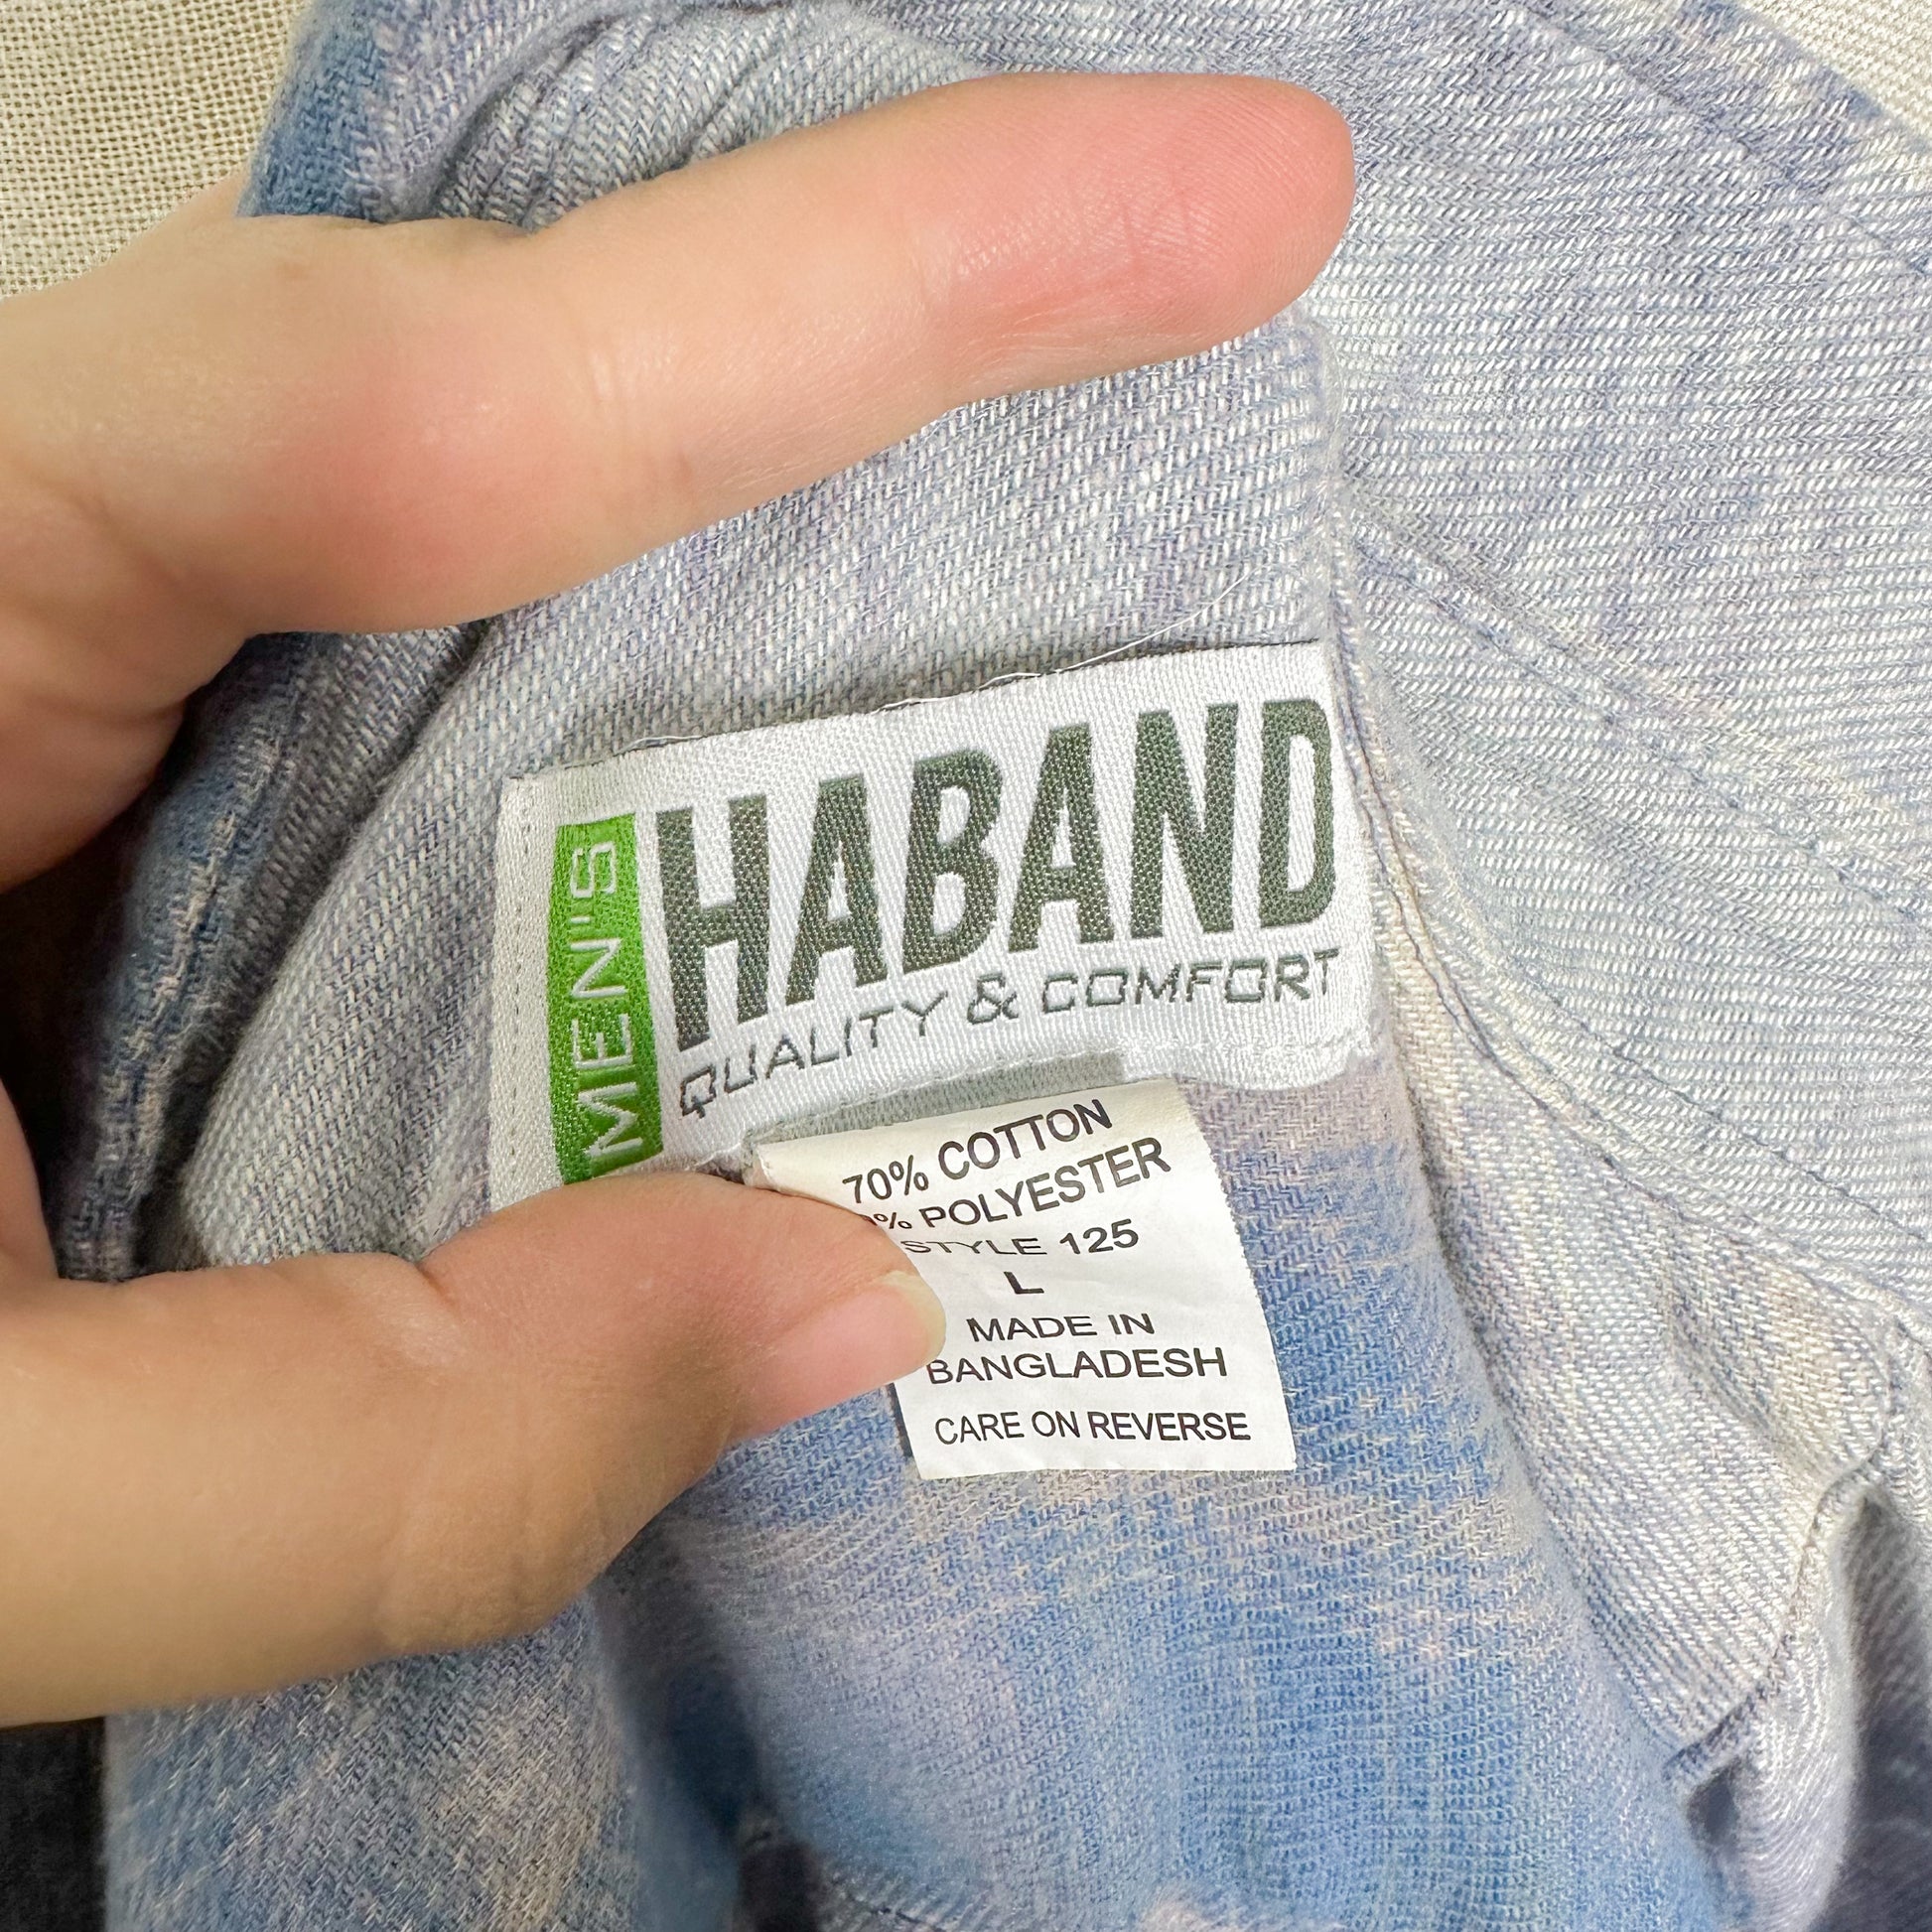 MEN'S
HABAND
QUALITY & COMFORT
70% COTTON
% POLYESTER
STYLE 125
L
MADE IN
BANGLADESH
CARE ON REVERSE